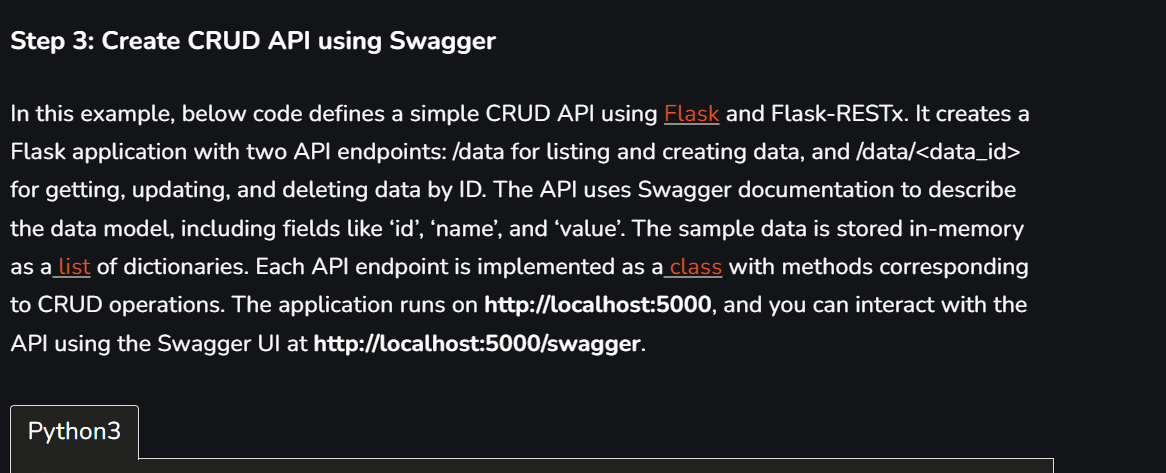 Step 3: Create CRUD API using Swagger
In this example, below code defines a simple CRUD API using Flask and Flask-RESTx. It creates a
Flask application with two API endpoints: /data for listing and creating data, and /data/<data_id>
for getting, updating, and deleting data by ID. The API uses Swagger documentation to describe
the data model, including fields like ‘id’, ‘name’, and ‘value’. The sample data is stored in-memory
as a list of dictionaries. Each API endpoint is implemented as a class with methods corresponding
to CRUD operations. The application runs on http://localhost:5000, and you can interact with the
API using the Swagger UI at http://localhost:5000/swagger.
Python3